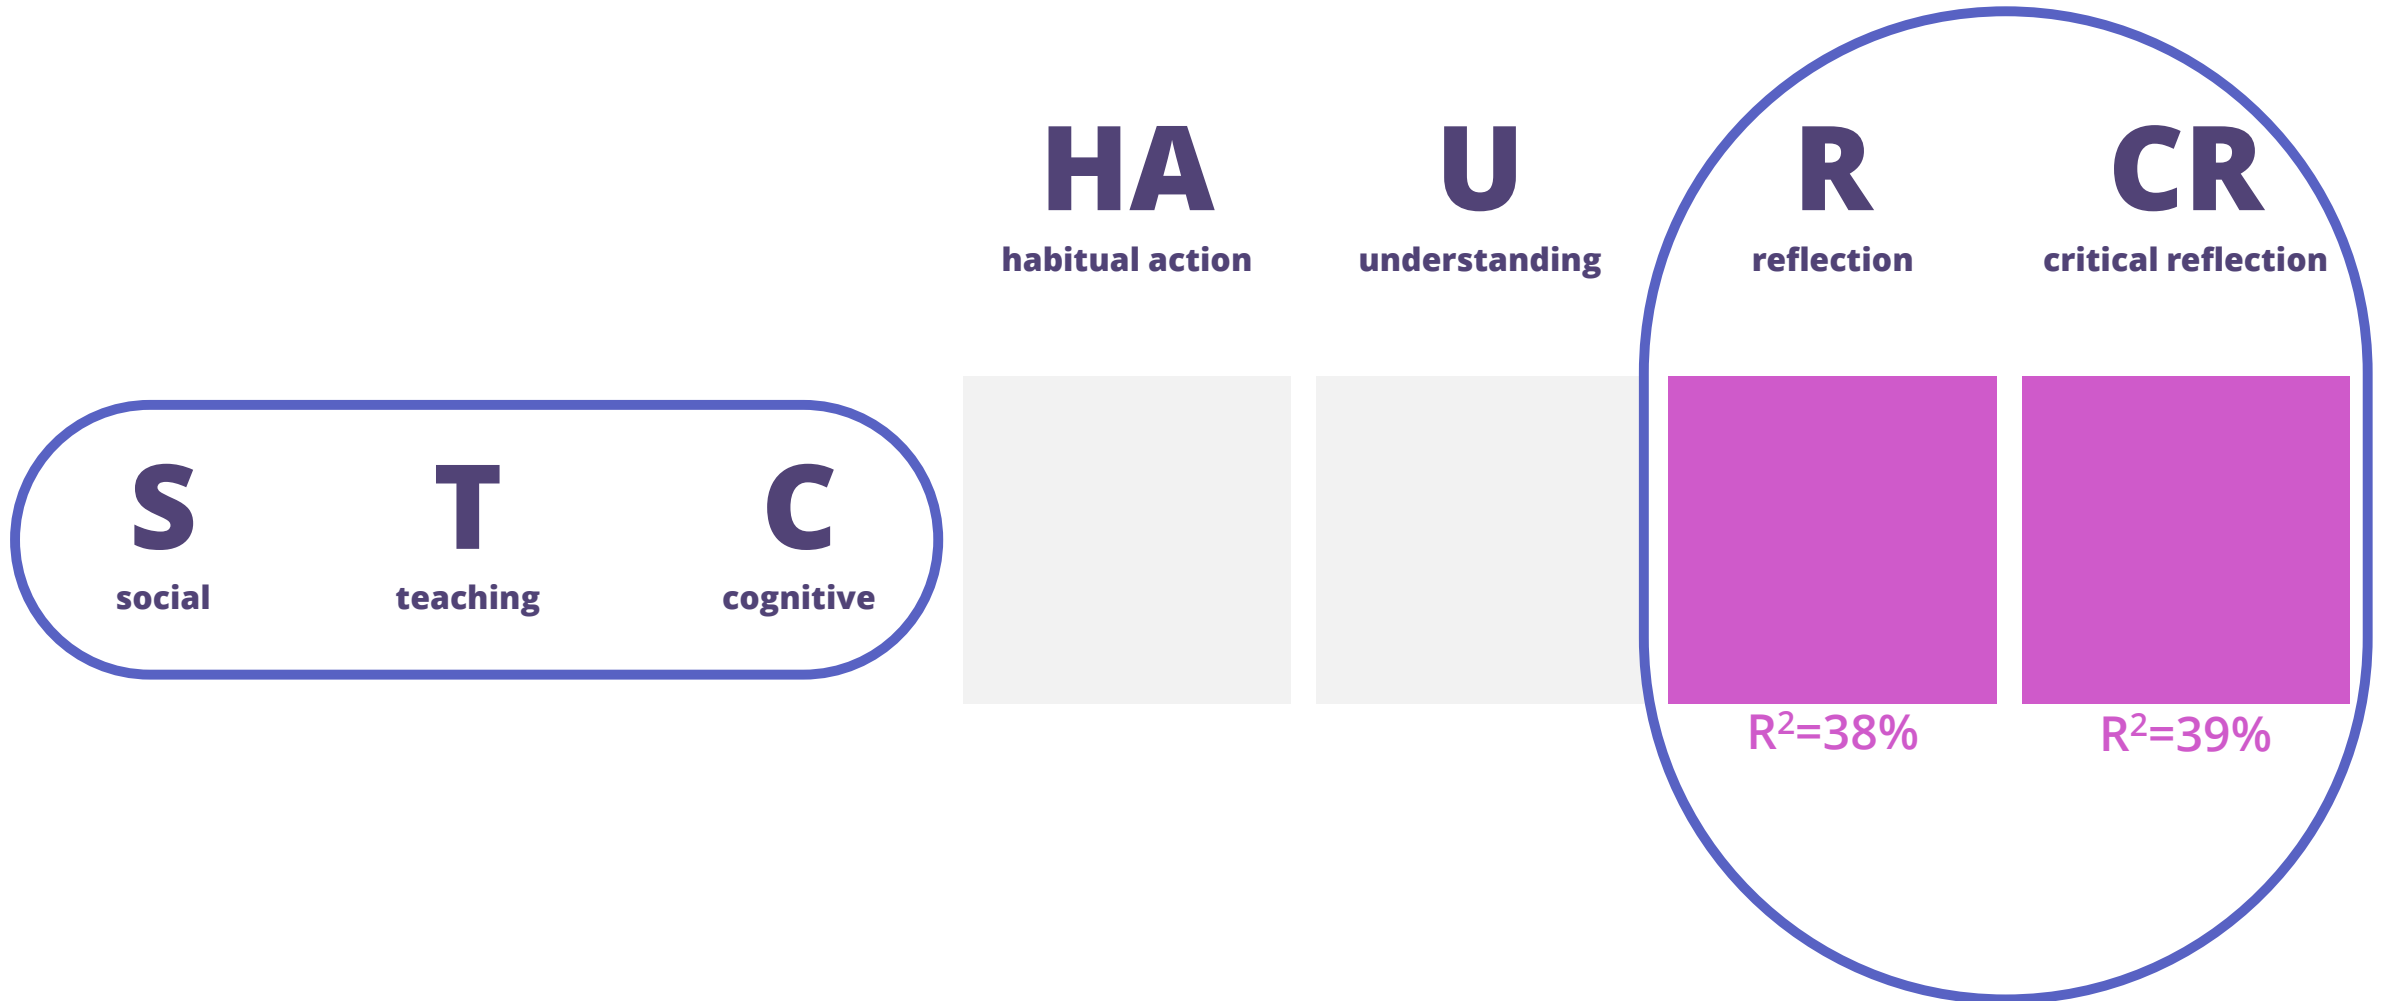 HA U R CR
habitual action understanding reflection critical reflection
S T C
social teaching cognitive
R²=38% R²=39%